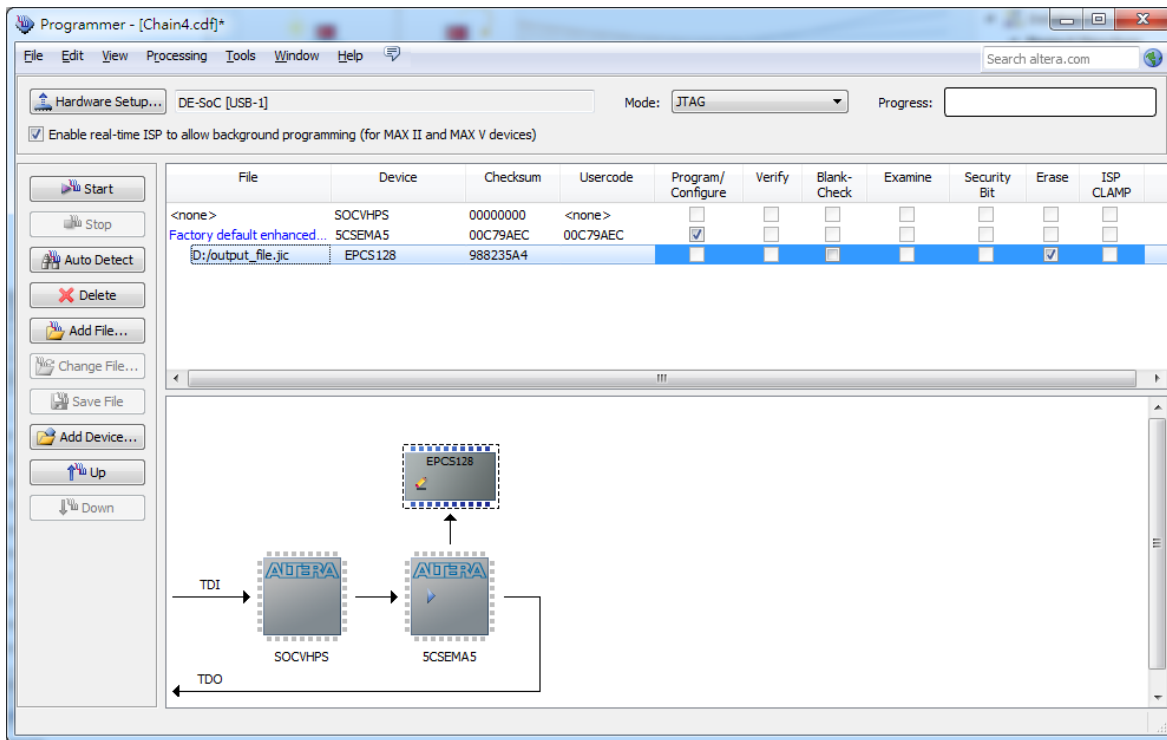 Programmer - [Chain4.cdf]*
File Edit View Processing Tools Window Help
Search altera.com
Hardware Setup... DE-SoC [USB-1] Mode: JTAG Progress:
Enable real-time ISP to allow background programming (for MAX II and MAX V devices)
Start
Stop
Auto Detect
Delete
Add File...
Change File...
Save File
Add Device...
Up
Down
File Device Checksum Usercode Program/ Configure Verify Blank- Check Examine Security Bit Erase ISP CLAMP
<none> SOCVHPS 00000000 <none>
Factory default enhanced... 5CSEMA5 00C79AEC 00C79AEC
D:/output_file.jic EPCS128 988235A4
EPCS128
ALTERA ALTERA
TDI
SOCVHPS 5CSEMA5
TDO